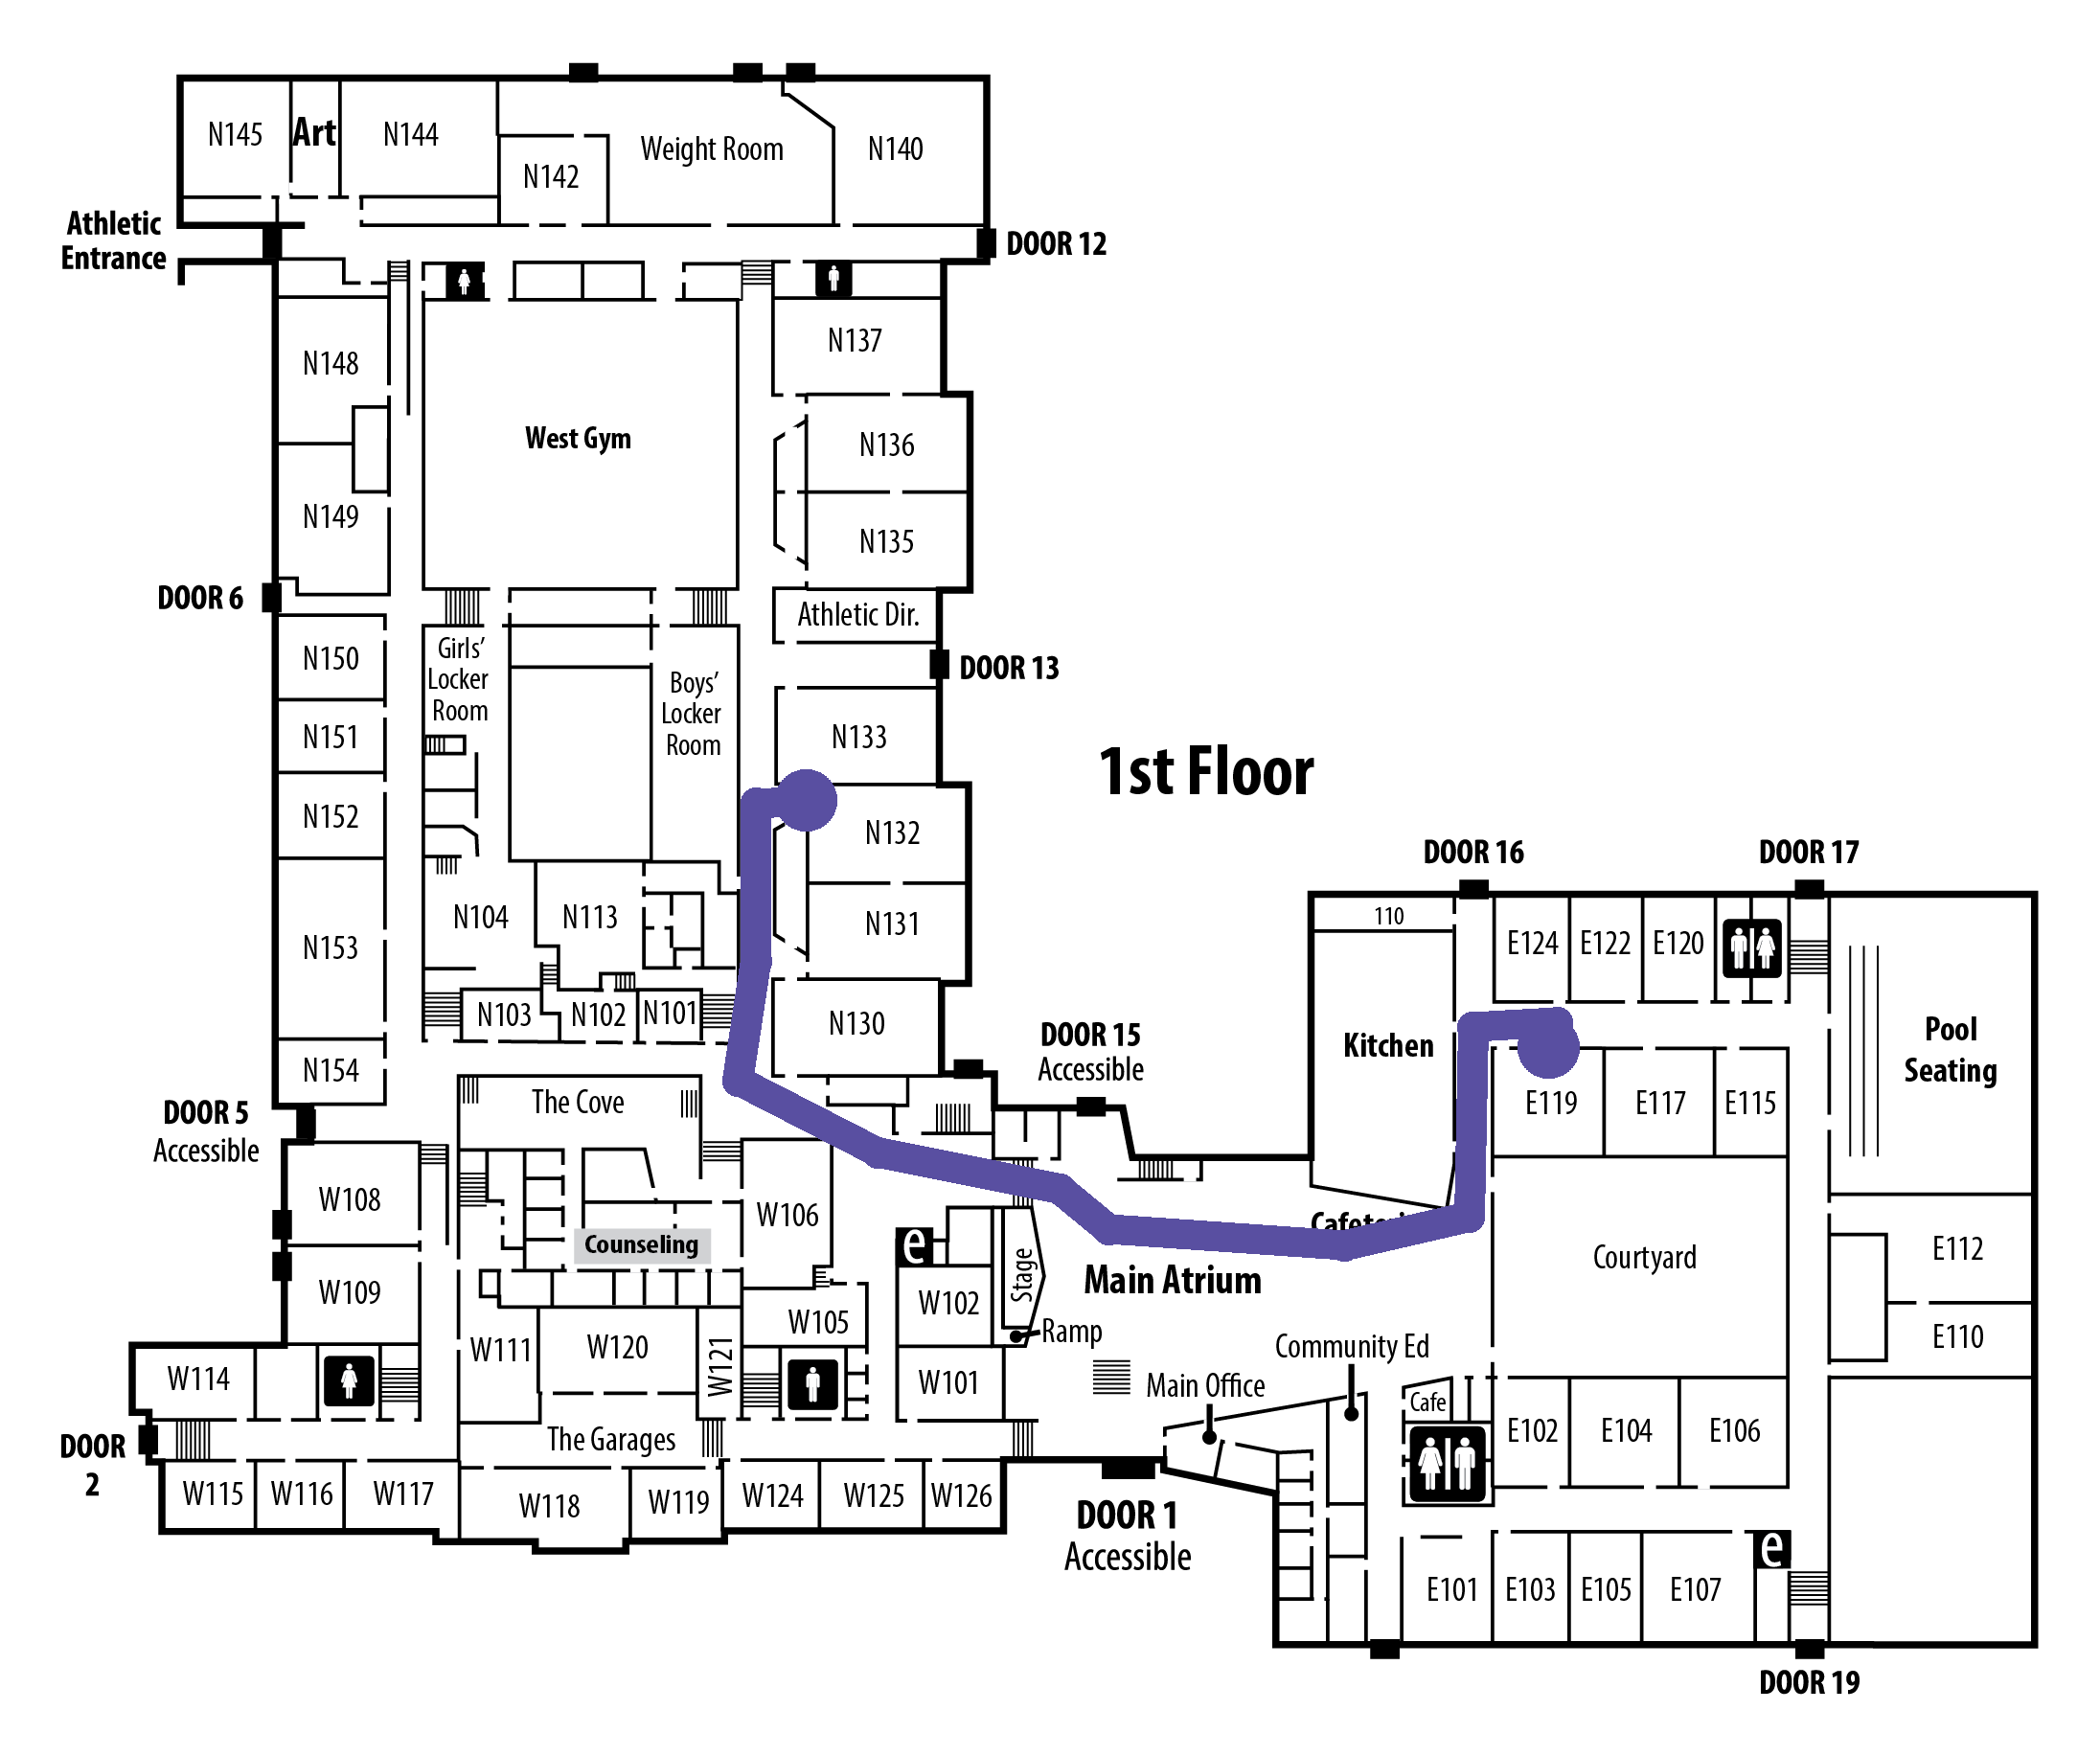 N145
Art
N144
N142
Weight Room
N140
Athletic
Entrance
DOOR 12
N148
N137
West Gym
N136
N149
N135
DOOR 6
Athletic Dir.
N150
Girls'
Locker
Room
Boys'
Locker
Room
DOOR 13
N151
N133
1st Floor
N152
N132
DOOR 16
DOOR 17
N104
N113
N131
110
E124
E122
E120
N153
N103
N102
N101
N130
DOOR 15
Accessible
Kitchen
Pool
Seating
N154
The Cove
E119
E117
E115
DOOR 5
Accessible
W108
W106
Counseling
e
Stage
Main Atrium
Courtyard
E112
W109
W102
W105
Ramp
E110
W111
W120
W121
Community Ed
W114
W101
Main Office
Cafe
E102
E104
E106
DOOR
2
The Garages
W115
W116
W117
W118
W119
W124
W125
W126
DOOR 1
Accessible
e
E101
E103
E105
E107
DOOR 19